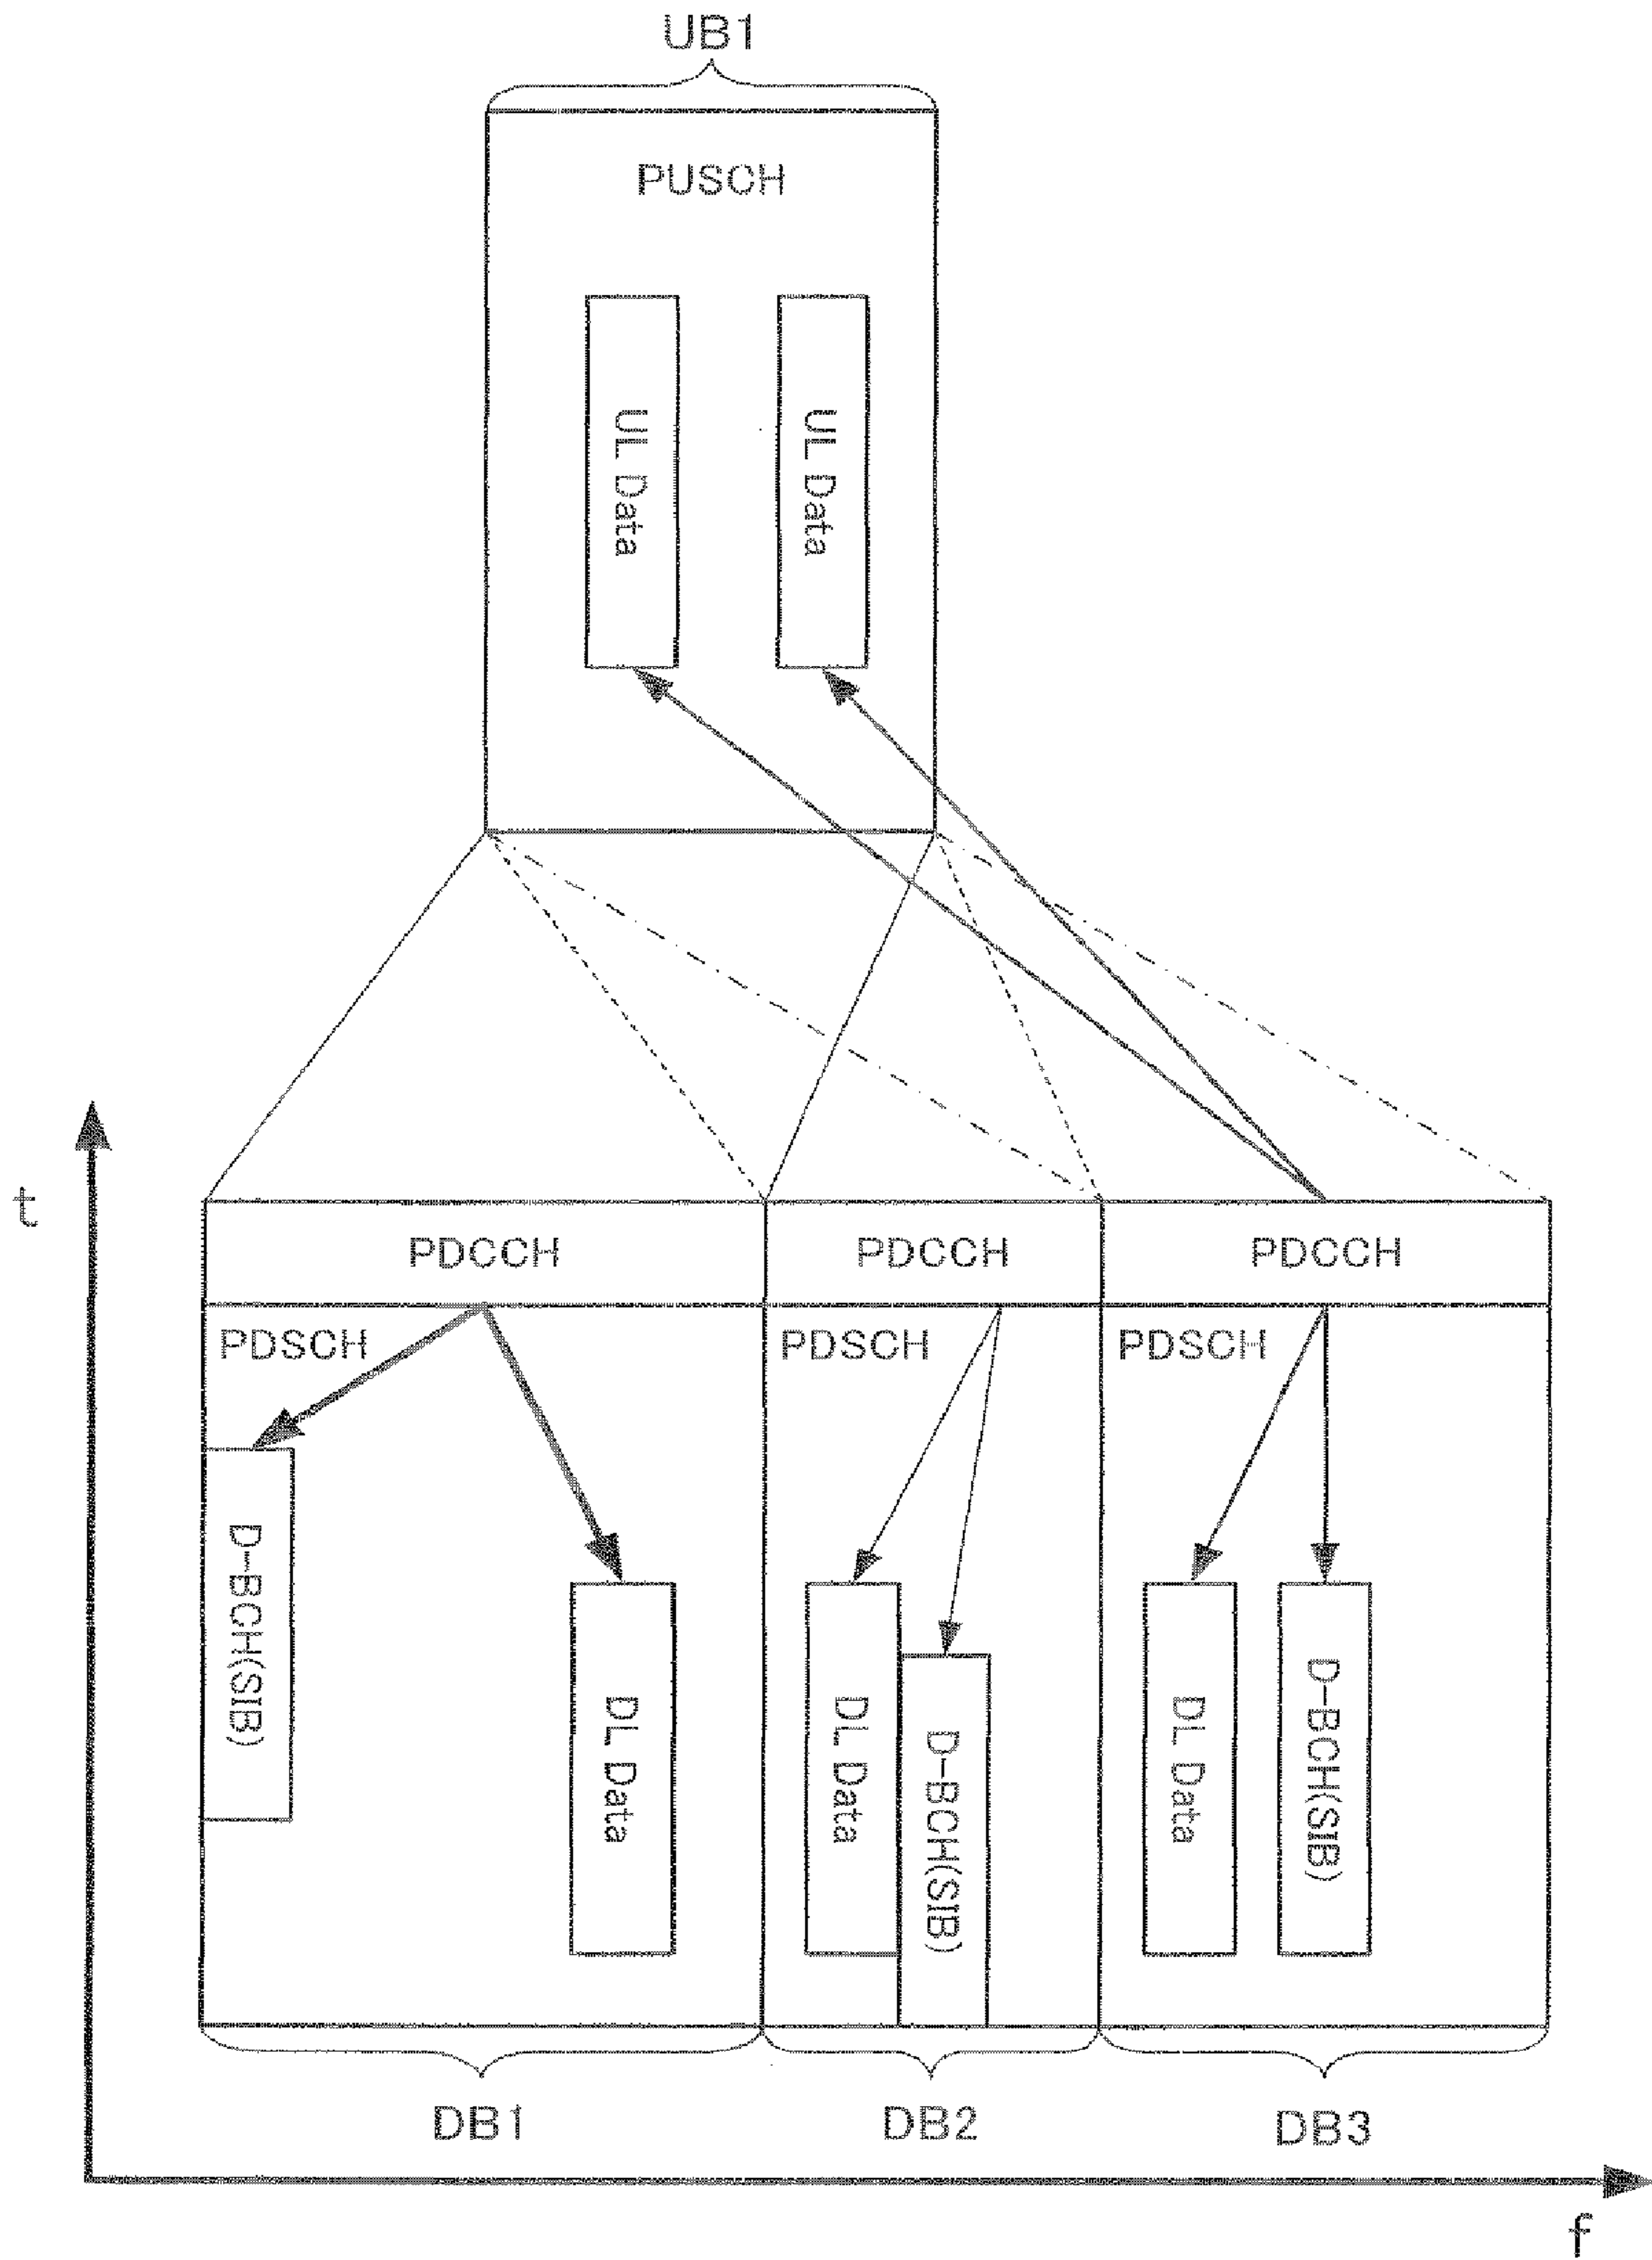 UB1
PUSCH
UL Data
UL Data
t
PDCCH
PDCCH
PDCCH
PDSCH
PDSCH
PDSCH
D-BCH(SIB)
DL Data
DL Data
D-BCH(SIB)
DL Data
D-BCH(SIB)
DB1
DB2
DB3
f